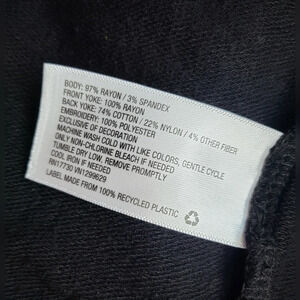 BODY: 97% RAYON / 3% SPANDEX
FRONT YOKE: 100% RAYON
BACK YOKE: 74% COTTON / 22% NYLON / 4% OTHER FIBER
EMBROIDERY: 100% POLYESTER
EXCLUSIVE OF DECORATION
MACHINE WASH COLD WITH LIKE COLORS, GENTLE CYCLE
ONLY NON-CHLORINE BLEACH IF NEEDED
TUMBLE DRY LOW, REMOVE PROMPTLY
COOL IRON IF NEEDED
RN17730 VN1299629
LABEL MADE FROM 100% RECYCLED PLASTIC